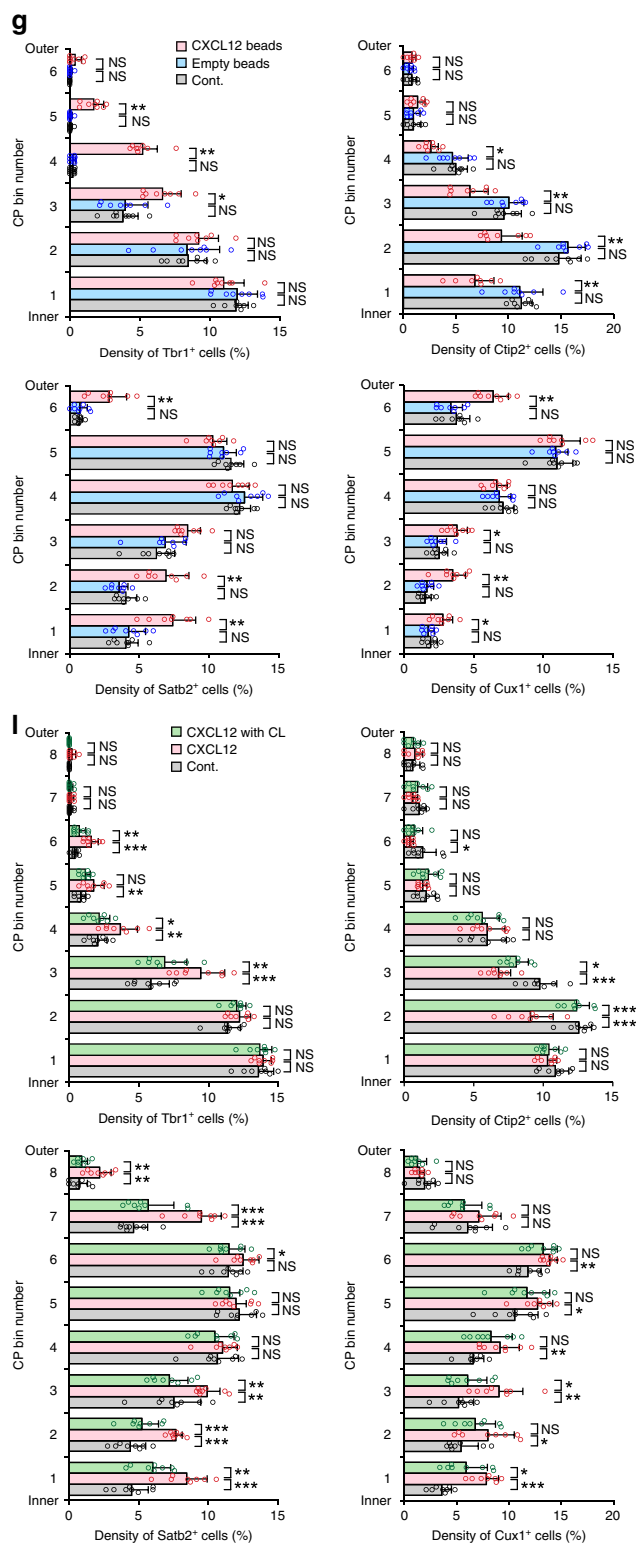 g
CXCL12 beads
Empty beads
Cont.
Outer
6
5
4
3
2
1
Inner
CP bin number
NS
NS
**
NS
**
NS
*
NS
NS
NS
NS
NS
0 5 10 15
Density of Tbr1⁺ cells (%)
Outer
6
5
4
3
2
1
Inner
CP bin number
NS
NS
NS
NS
*
NS
**
NS
**
NS
**
NS
0 5 10 15 20
Density of Ctip2⁺ cells (%)
Outer
6
5
4
3
2
1
Inner
CP bin number
**
NS
NS
NS
NS
NS
NS
NS
**
NS
**
NS
0 5 10 15
Density of Satb2⁺ cells (%)
Outer
6
5
4
3
2
1
Inner
CP bin number
**
NS
NS
NS
NS
NS
*
NS
**
NS
*
NS
0 5 10 15
Density of Cux1⁺ cells (%)
l
CXCL12 with CL
CXCL12
Cont.
Outer
8
7
6
5
4
3
2
1
Inner
CP bin number
NS
NS
NS
NS
**
***
NS
**
*
**
**
***
NS
NS
NS
NS
0 5 10 15
Density of Tbr1⁺ cells (%)
Outer
8
7
6
5
4
3
2
1
Inner
CP bin number
NS
NS
NS
NS
NS
*
NS
NS
NS
NS
*
***
***
***
NS
NS
0 5 10 15
Density of Ctip2⁺ cells (%)
Outer
8
7
6
5
4
3
2
1
Inner
CP bin number
**
**
***
***
*
NS
NS
NS
NS
NS
**
**
***
***
**
***
0 5 10 15
Density of Satb2⁺ cells (%)
Outer
8
7
6
5
4
3
2
1
Inner
CP bin number
NS
NS
NS
NS
NS
**
NS
*
NS
**
*
**
NS
*
*
***
0 5 10 15 20
Density of Cux1⁺ cells (%)